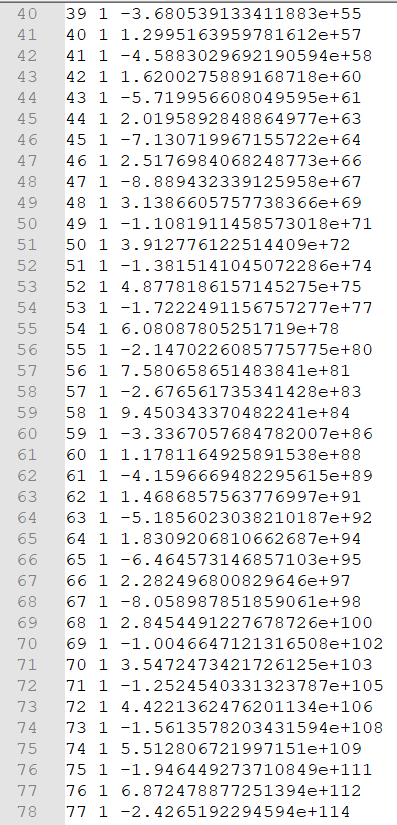 40 39 1 -3.680539133411883e+55
41 40 1 1.2995163959781612e+57
42 41 1 -4.5883029692190594e+58
43 42 1 1.6200275889168718e+60
44 43 1 -5.719956608049595e+61
45 44 1 2.0195892848864977e+63
46 45 1 -7.130719967155722e+64
47 46 1 2.5176984068248773e+66
48 47 1 -8.889432339125958e+67
49 48 1 3.1386605757738366e+69
50 49 1 -1.1081911458573018e+71
51 50 1 3.912776122514409e+72
52 51 1 -1.3815141045072286e+74
53 52 1 4.8778186157145275e+75
54 53 1 -1.7222491156757277e+77
55 54 1 6.08087805251719e+78
56 55 1 -2.1470226085775775e+80
57 56 1 7.580658651483841e+81
58 57 1 -2.676561735341428e+83
59 58 1 9.450343370482241e+84
60 59 1 -3.3367057684782007e+86
61 60 1 1.1781164925891538e+88
62 61 1 -4.1596669482295615e+89
63 62 1 1.4686857563776997e+91
64 63 1 -5.1856023038210187e+92
65 64 1 1.8309206810662687e+94
66 65 1 -6.464573146857103e+95
67 66 1 2.282496800829646e+97
68 67 1 -8.058987851859061e+98
69 68 1 2.8454491227678726e+100
70 69 1 -1.0046647121316508e+102
71 70 1 3.5472473421726125e+103
72 71 1 -1.2524540331323787e+105
73 72 1 4.4221362476201134e+106
74 73 1 -1.5613578203431594e+108
75 74 1 5.512806721997151e+109
76 75 1 -1.946449273710849e+111
77 76 1 6.872478877251394e+112
78 77 1 -2.4265192294594e+114